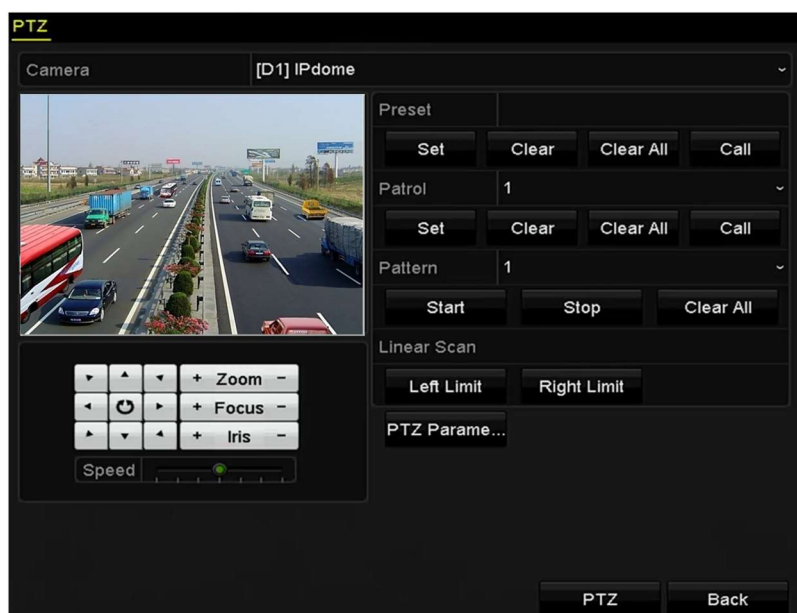 PTZ
Camera [D1] IPdome
Preset
Set Clear Clear All Call
Patrol 1
Set Clear Clear All Call
Pattern 1
Start Stop Clear All
Linear Scan
Left Limit Right Limit
PTZ Parame...
+ Zoom -
+ Focus -
+ Iris -
Speed
PTZ Back